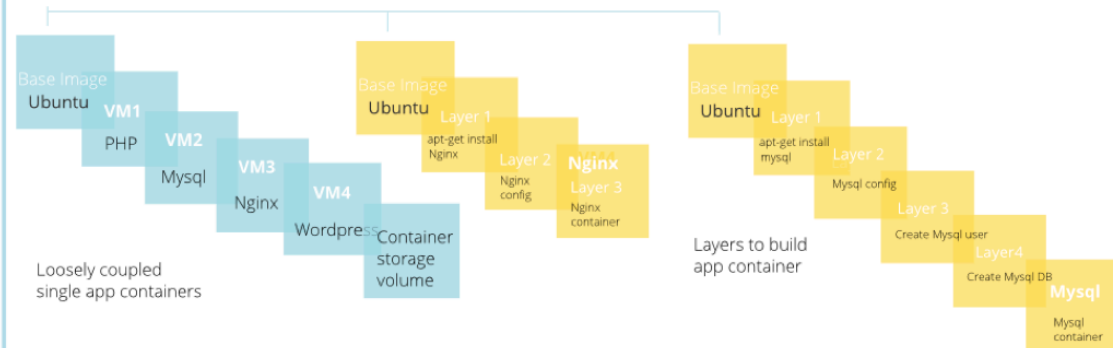 Base Image
Ubuntu
VM1
PHP
VM2
Mysql
VM3
Nginx
VM4
Wordpress
Container
storage
volume
Loosely coupled
single app containers
Base Image
Ubuntu
Layer 1
apt-get install
Nginx
Layer 2
Nginx
config
Nginx
Layer 3
Nginx
container
Base Image
Ubuntu
Layer 1
apt-get install
mysql
Layer 2
Mysql config
Layer 3
Create Mysql user
Layer4
Create Mysql DB
Mysql
Mysql
container
Layers to build
app container